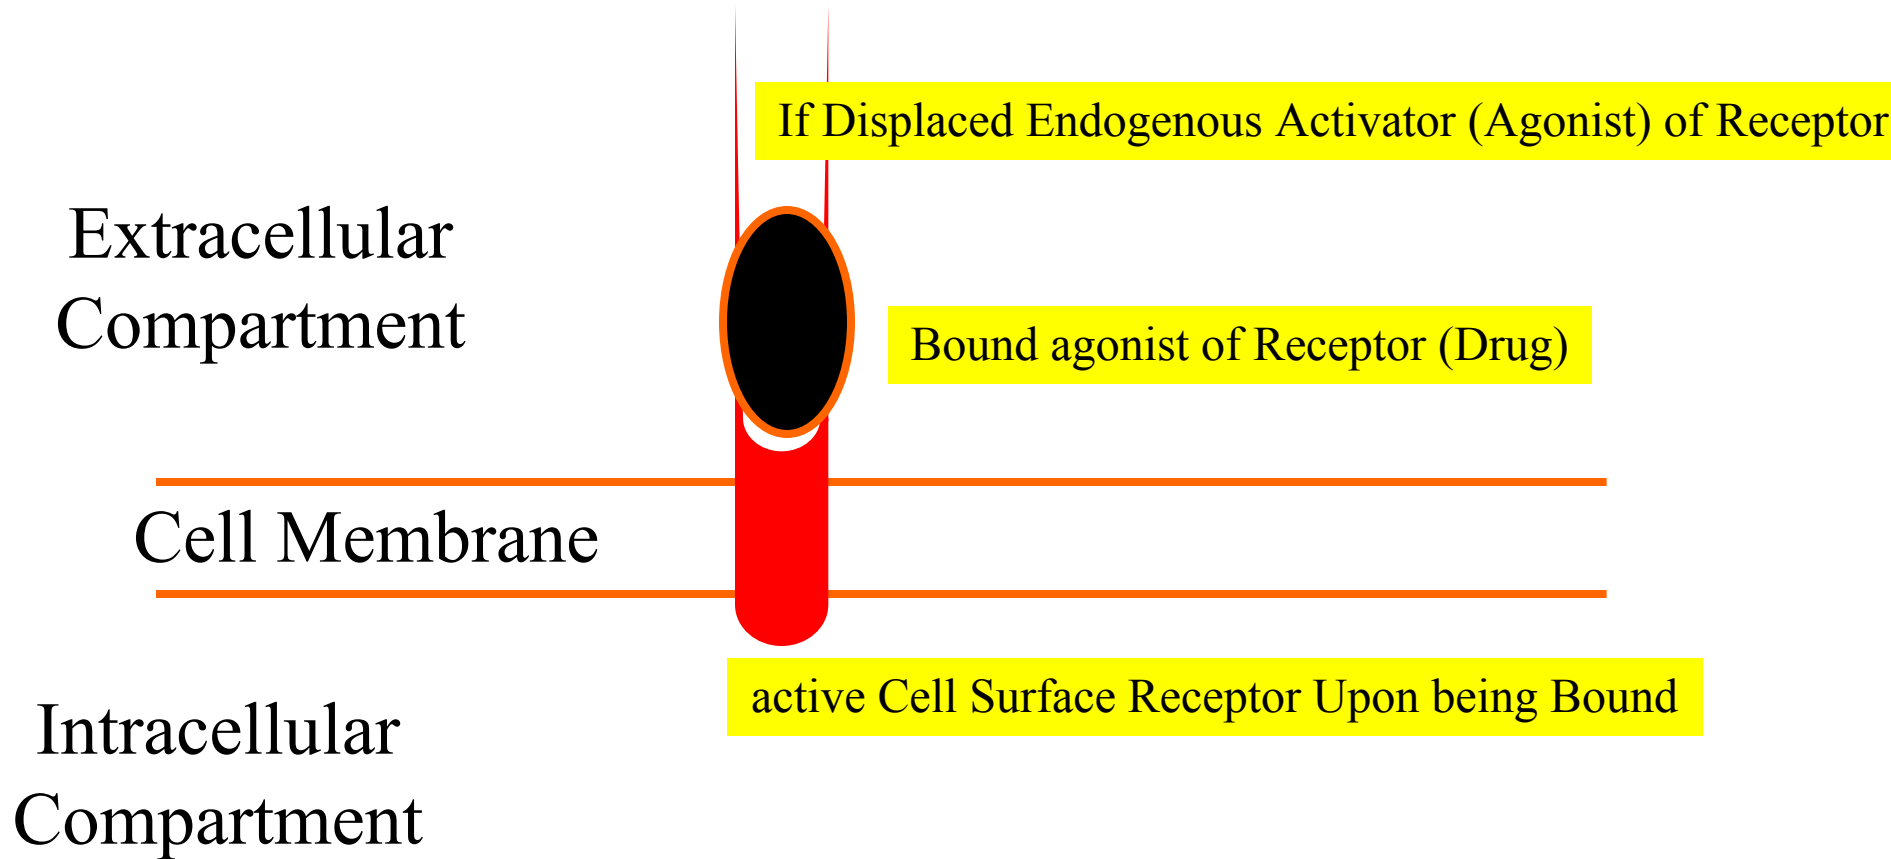 If Displaced Endogenous Activator (Agonist) of Receptor
Extracellular
Compartment
Bound agonist of Receptor (Drug)
Cell Membrane
active Cell Surface Receptor Upon being Bound
Intracellular
Compartment